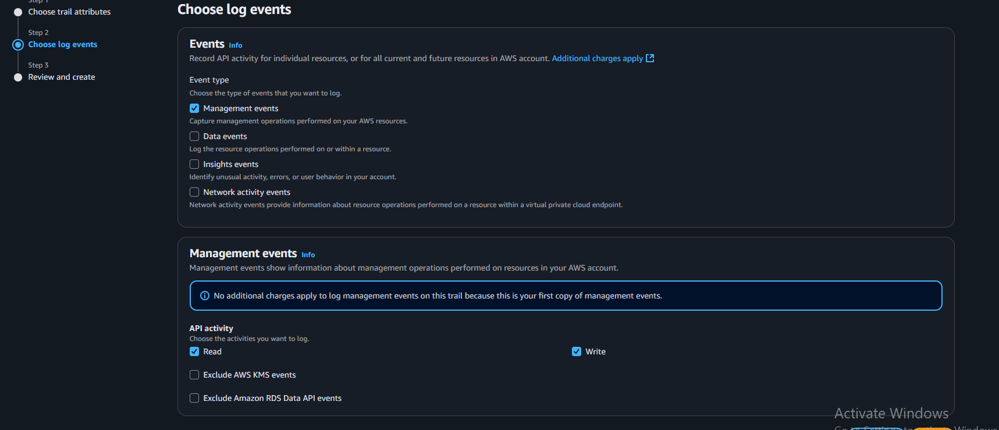 Step 1
Choose trail attributes
Step 2
Choose log events
Step 3
Review and create
Choose log events
Events Info
Record API activity for individual resources, or for all current and future resources in AWS account. Additional charges apply
Event type
Choose the type of events that you want to log.
Management events
Capture management operations performed on your AWS resources.
Data events
Log the resource operations performed on or within a resource.
Insights events
Identify unusual activity, errors, or user behavior in your account.
Network activity events
Network activity events provide information about resource operations performed on a resource within a virtual private cloud endpoint.
Management events Info
Management events show information about management operations performed on resources in your AWS account.
No additional charges apply to log management events on this trail because this is your first copy of management events.
API activity
Choose the activities you want to log.
Read Write
Exclude AWS KMS events
Exclude Amazon RDS Data API events
Activate Windows
Go to Settings to activate Windows